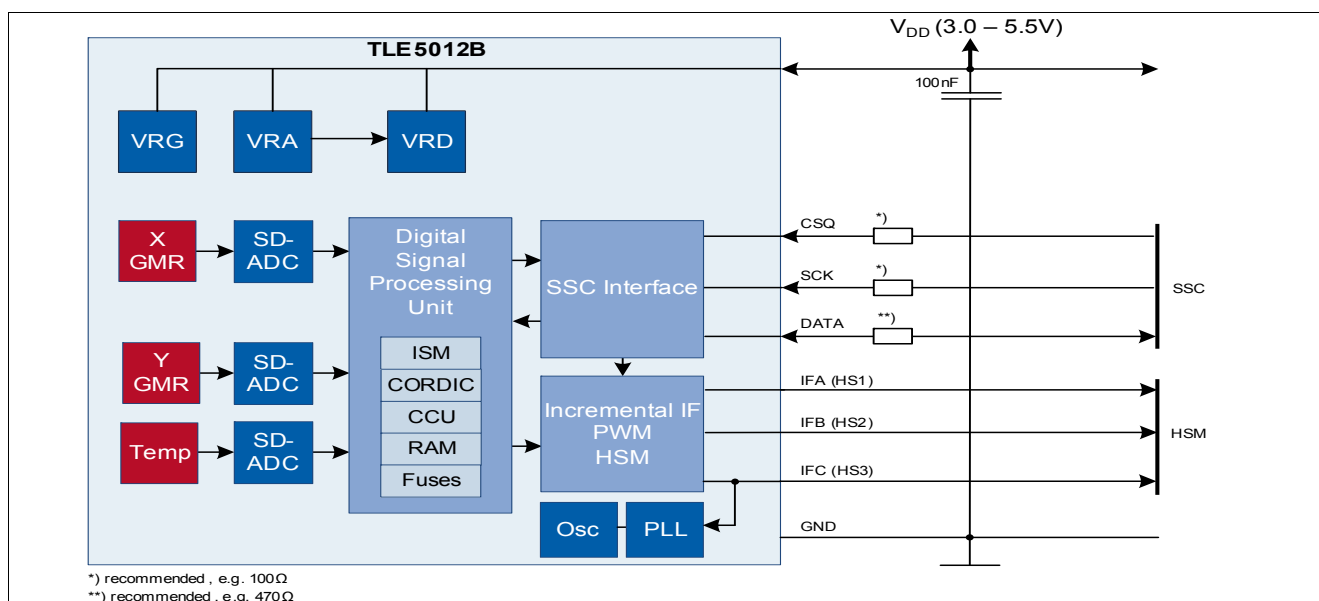 V_DD (3.0 – 5.5V)
TLE5012B
100nF
VRG
VRA
VRD
X
GMR
SD-
ADC
Digital
Signal
Processing
Unit
SSC Interface
CSQ
*)
SCK
*)
DATA
**)
SSC
Y
GMR
SD-
ADC
ISM
CORDIC
CCU
RAM
Fuses
Temp
SD-
ADC
Incremental IF
PWM
HSM
IFA (HS1)
IFB (HS2)
IFC (HS3)
HSM
Osc
PLL
GND
*) recommended , e.g. 100Ω
**) recommended , e.g. 470Ω